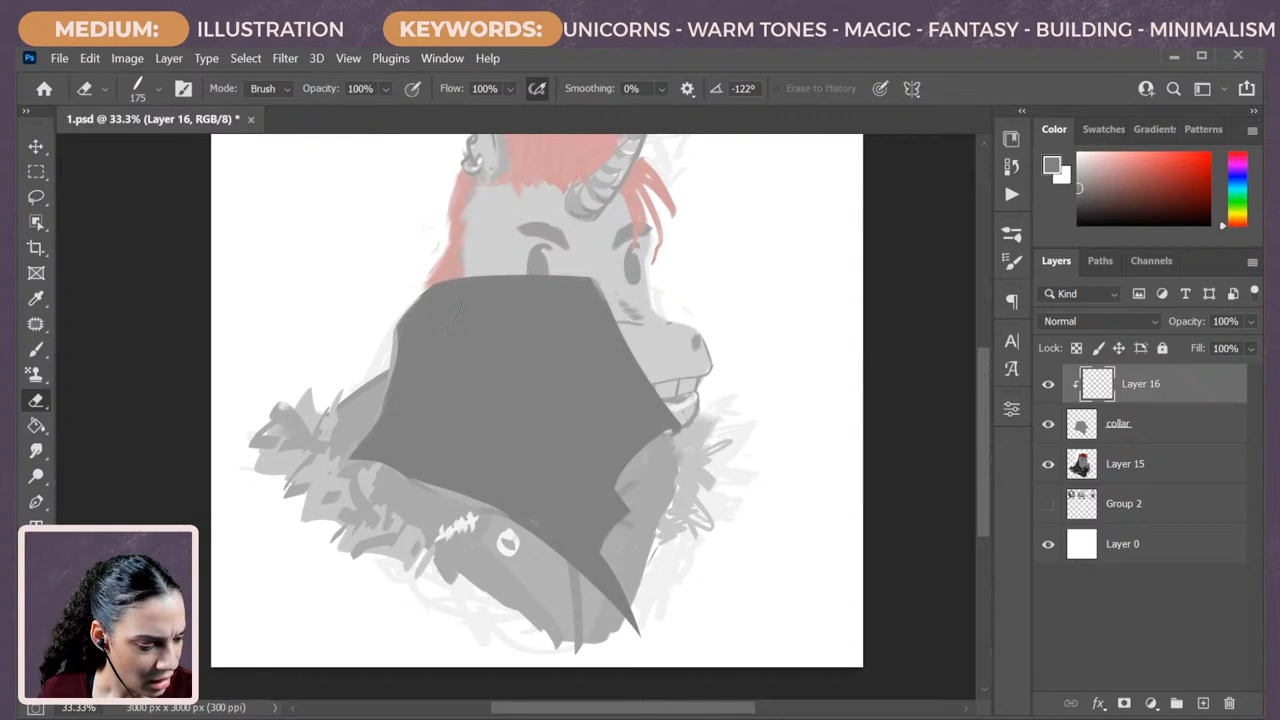 MEDIUM: ILLUSTRATION KEYWORDS: UNICORNS - WARM TONES - MAGIC - FANTASY - BUILDING - MINIMALISM
Ps File Edit Image Layer Type Select Filter 3D View Plugins Window Help
175 Mode: Brush Opacity: 100% Flow: 100% Smoothing: 0% -122° Erase to History
1.psd @ 33.3% (Layer 16, RGB/8) *
Color Swatches Gradient Patterns
Layers Paths Channels
Kind
Normal Opacity: 100%
Lock: Fill: 100%
Layer 16
collar
Layer 15
Group 2
Layer 0
33.33% 3000 px x 3000 px (300 ppi)